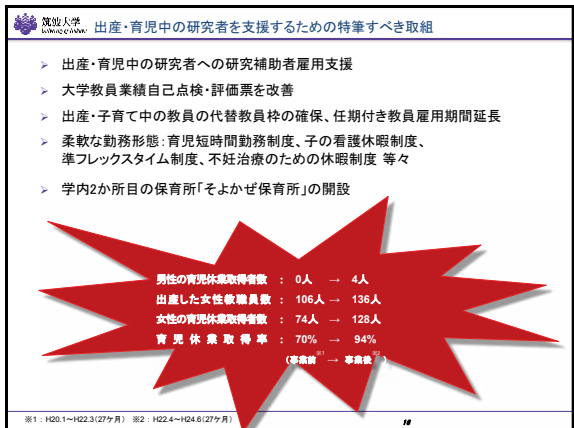 筑波大学 出産・育児中の研究者を支援するための特筆すべき取組
University of Tsukuba
➢ 出産・育児中の研究者への研究補助者雇用支援
➢ 大学教員業績自己点検・評価票を改善
➢ 出産・子育て中の教員の代替教員枠の確保、任期付き教員雇用期間延長
➢ 柔軟な勤務形態：育児短時間勤務制度、子の看護休暇制度、
準フレックスタイム制度、不妊治療のための休暇制度 等々
➢ 学内2か所目の保育所「そよかぜ保育所」の開設
男性の育児休業取得者数 ： 0人 → 4人
出産した女性教職員数 ： 106人 → 136人
女性の育児休業取得者数 ： 74人 → 128人
育児休業取得率 ： 70% → 94%
（事業前※1 → 事業後※2）
※1：H20.1～H22.3(27ケ月) ※2：H22.4～H24.6(27ケ月)